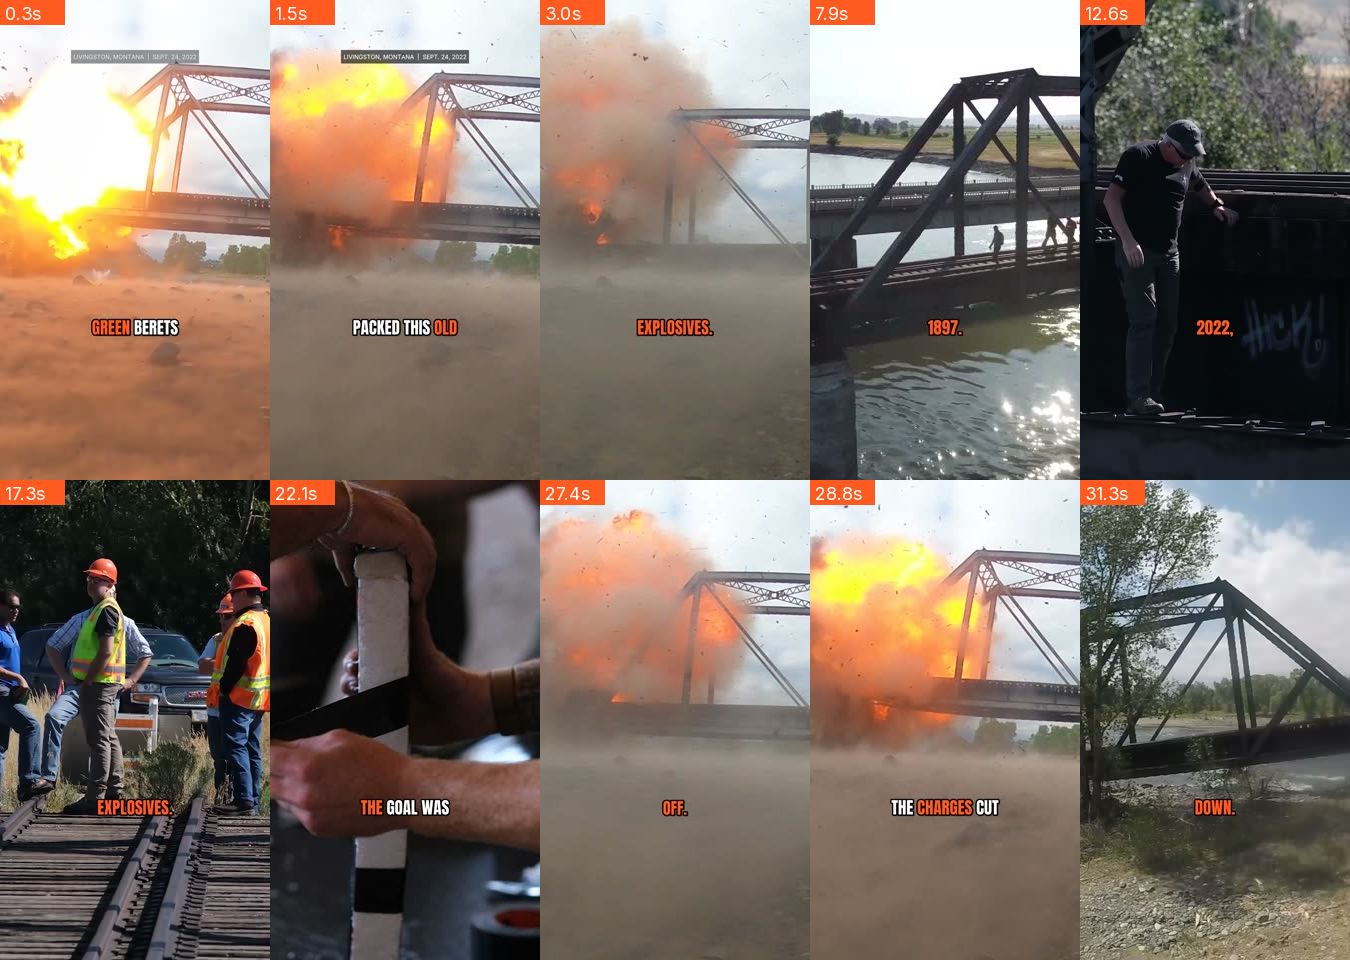 0.3s
LIVINGSTON, MONTANA | SEPT. 24, 2022
GREEN BERETS
1.5s
LIVINGSTON, MONTANA | SEPT. 24, 2022
PACKED THIS OLD
3.0s
EXPLOSIVES.
7.9s
1897.
12.6s
HICK!
2022,
17.3s
EXPLOSIVES.
22.1s
THE GOAL WAS
27.4s
OFF.
28.8s
THE CHARGES CUT
31.3s
DOWN.